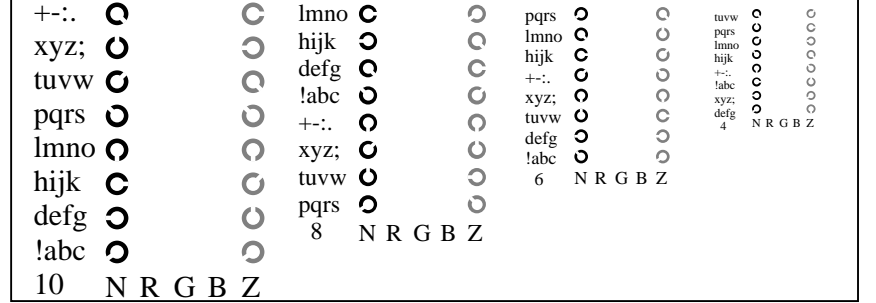 +-:.
xyz;
tuvw
pqrs
lmno
hijk
defg
!abc
10 N R G B Z
lmno
hijk
defg
!abc
+-:.
xyz;
tuvw
pqrs
8 N R G B Z
pqrs
lmno
hijk
+-:.
xyz;
tuvw
defg
!abc
6 N R G B Z
tuvw
pqrs
lmno
hijk
+-:.
!abc
xyz;
defg
4 N R G B Z